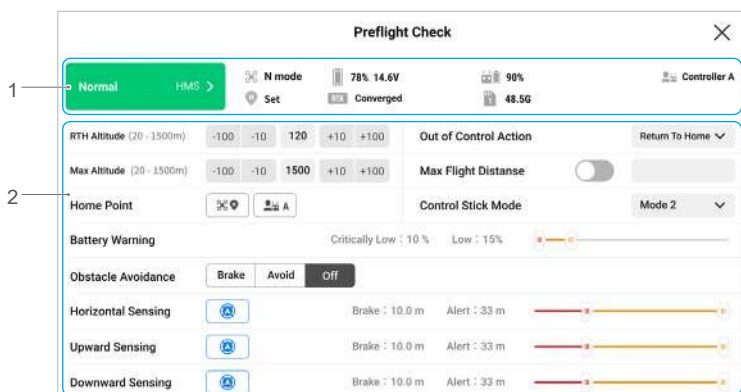 Preflight Check
1
Normal HMS N mode 78% 14.6V 90% Controller A
Set RTK Converged 48.5G
2
RTH Altitude (20 - 1500m) -100 -10 120 +10 +100 Out of Control Action Return To Home
Max Altitude (20 - 1500m) -100 -10 1500 +10 +100 Max Flight Distanse
Home Point A Control Stick Mode Mode 2
Battery Warning Critically Low : 10 % Low : 15%
Obstacle Avoidance Brake Avoid Off
Horizontal Sensing Brake : 10.0 m Alert : 33 m
Upward Sensing Brake : 10.0 m Alert : 33 m
Downward Sensing Brake : 10.0 m Alert : 33 m